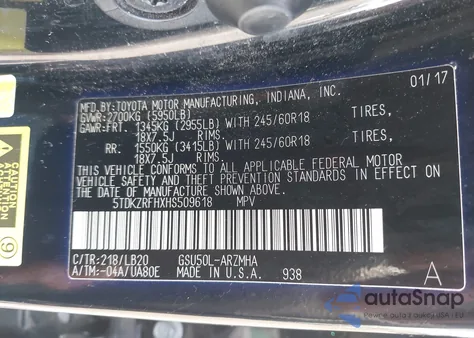 MFD.BY: TOYOTA MOTOR MANUFACTURING, INDIANA, INC. 01/17
GVWR: 2700KG (5950LB)
GAWR:FRT. 1345KG (2955LB) WITH 245/60R18 TIRES,
18X7.5J RIMS.
RR. 1550KG (3415LB) WITH 245/60R18 TIRES,
18X7.5J RIMS.
THIS VEHICLE CONFORMS TO ALL APPLICABLE FEDERAL MOTOR
VEHICLE SAFETY AND THEFT PREVENTION STANDARDS IN EFFECT ON
THE DATE OF MANUFACTURE SHOWN ABOVE.
5TDKZRFHXHS509618 MPV
C/TR:218/LB20 GSU50L-ARZMHA
A/TM:-04A/UA80E MADE IN U.S.A. 938 A
9
autoSnap